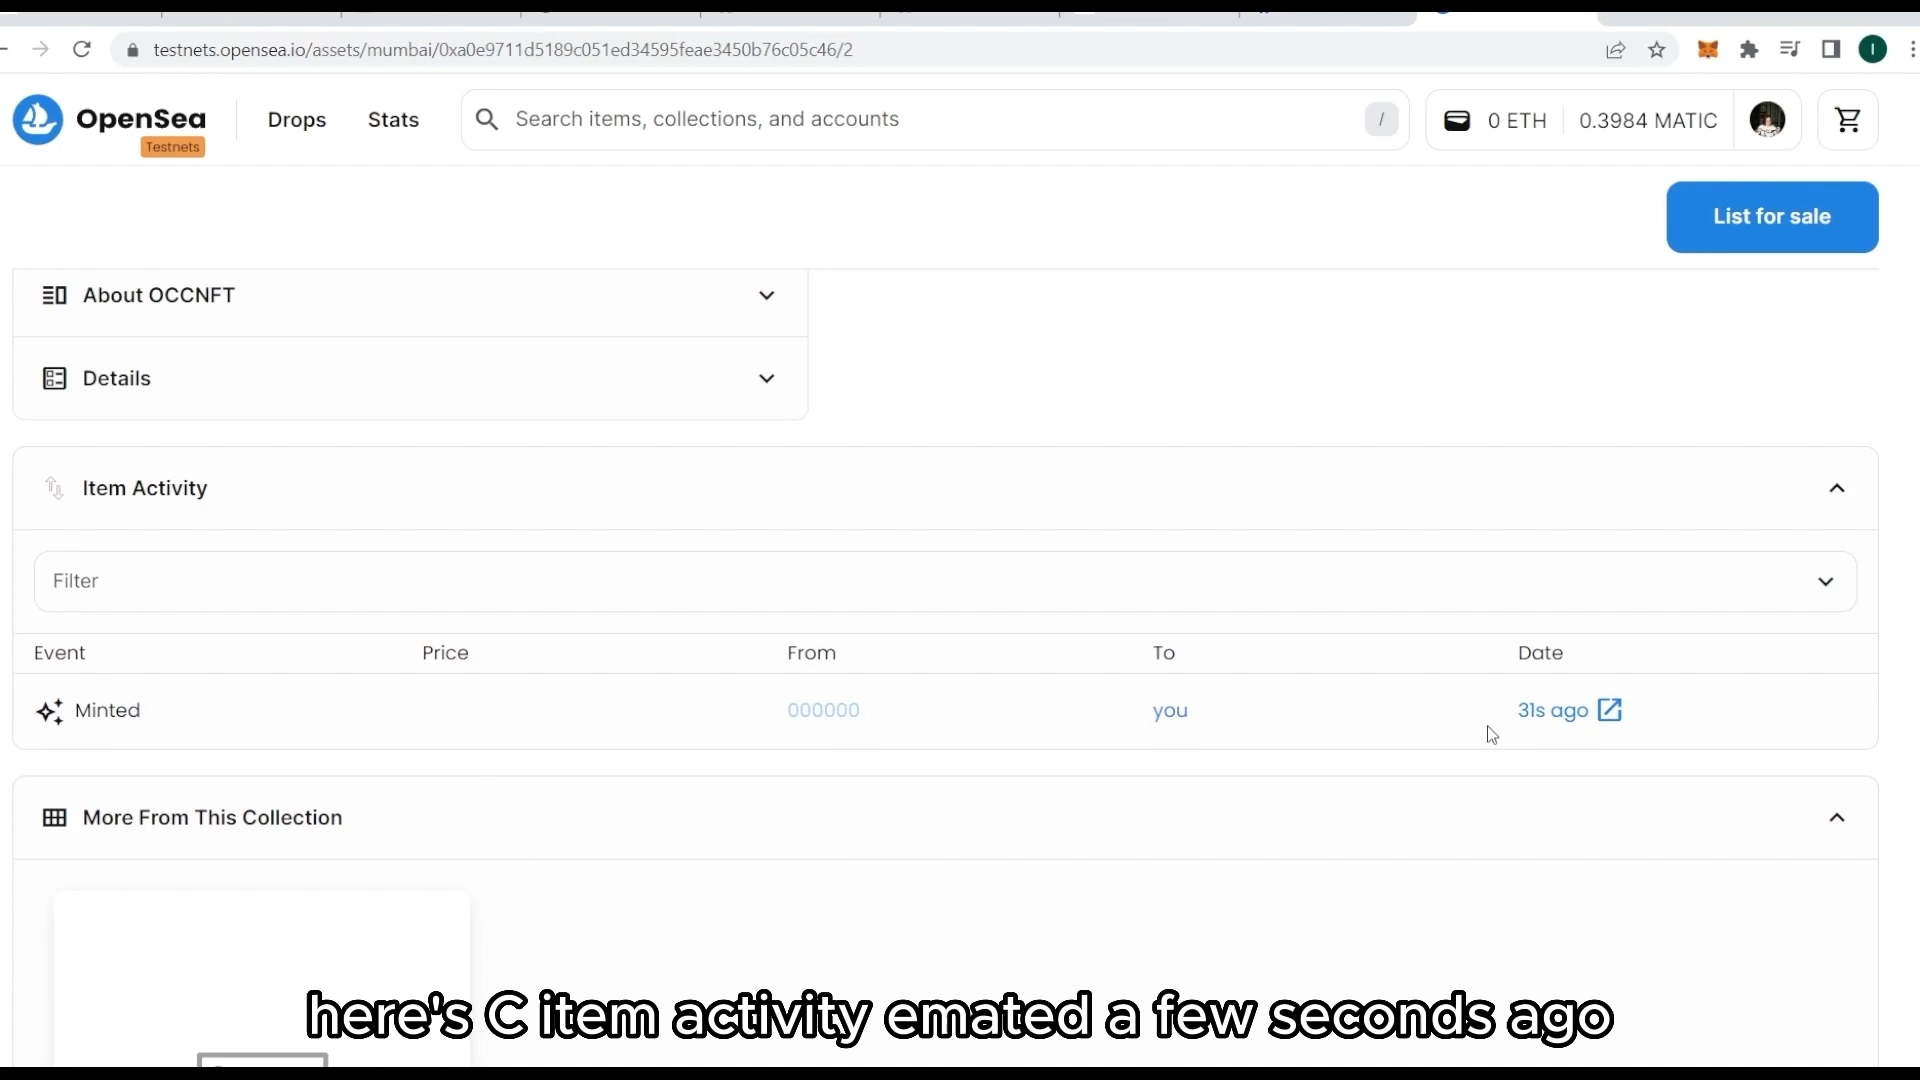 testnets.opensea.io/assets/mumbai/0xa0e9711d5189c051ed34595feae3450b76c05c46/2
I
OpenSea
Testnets
Drops
Stats
Search items, collections, and accounts
/
0 ETH
0.3984 MATIC
List for sale
About OCCNFT
Details
Item Activity
Filter
Event Price From To Date
Minted 000000 you 31s ago
More From This Collection
here's C item activity emated a few seconds ago